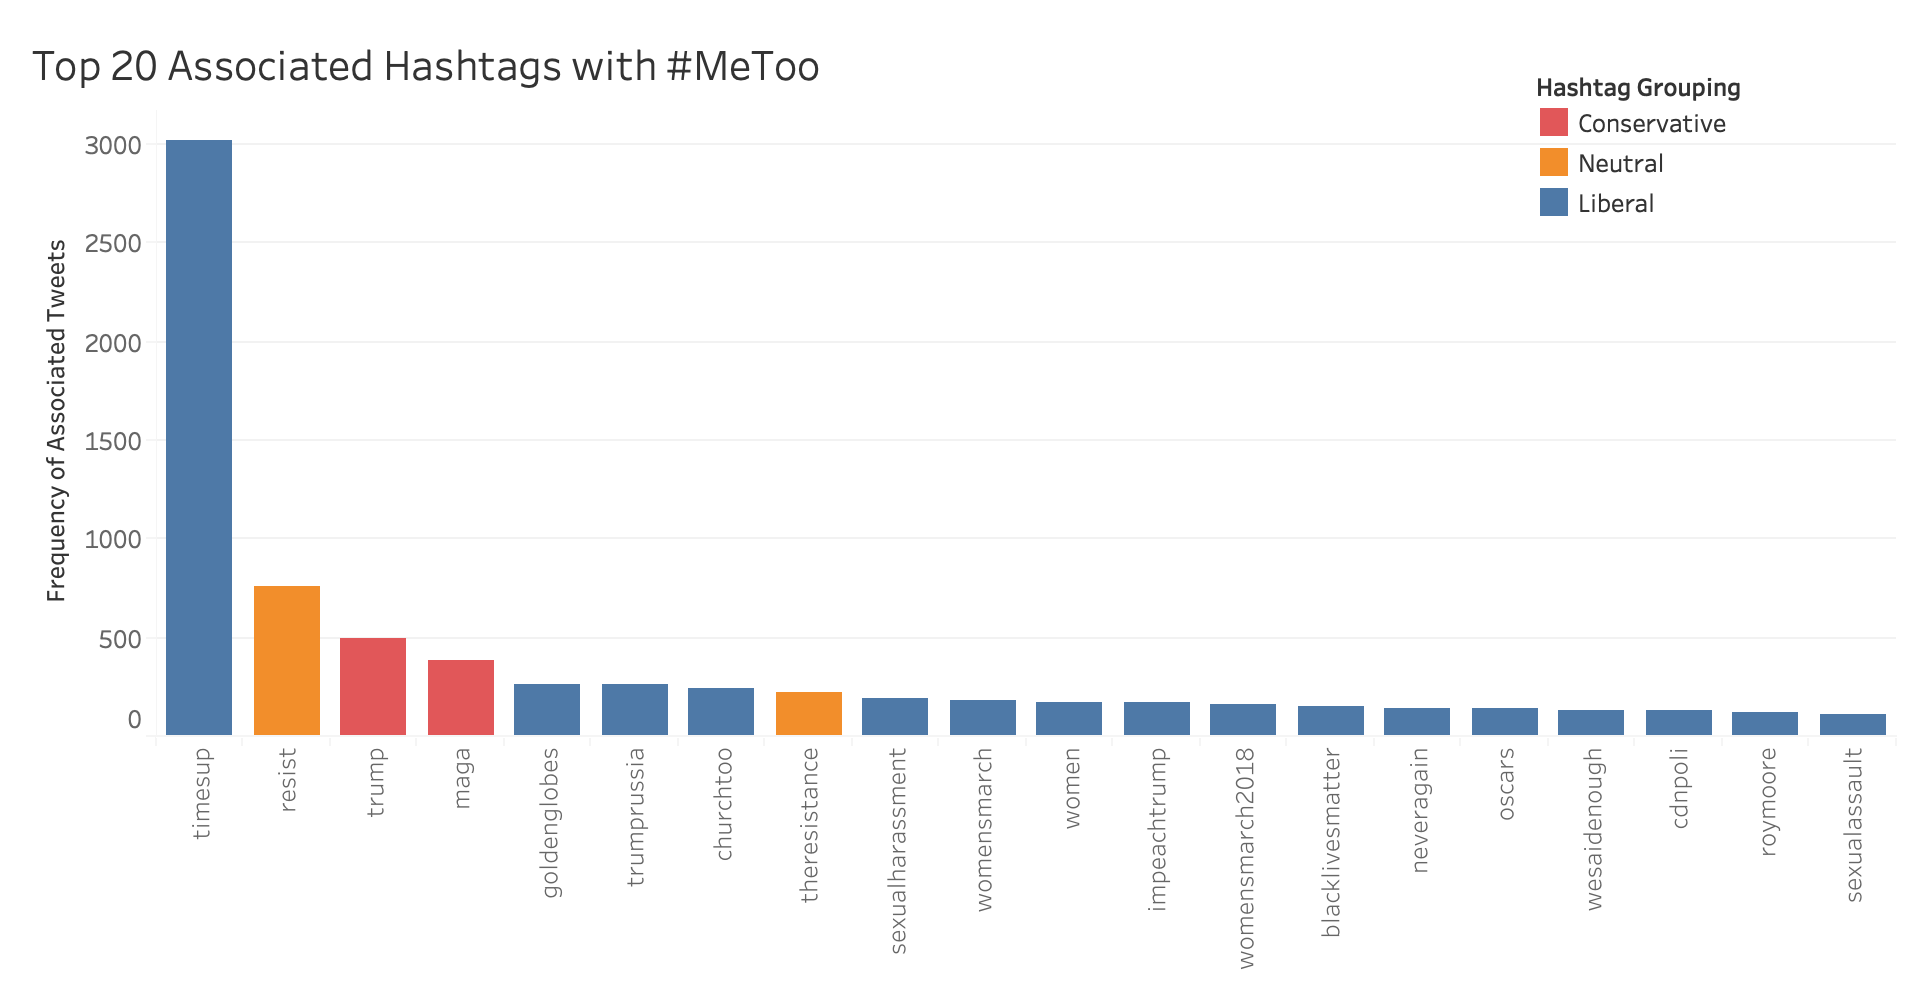 Top 20 Associated Hashtags with #MeToo
Hashtag Grouping
Conservative
Neutral
Liberal
Frequency of Associated Tweets
3000
2500
2000
1500
1000
500
0
timesup
resist
trump
maga
goldenglobes
trumprussia
churchtoo
theresistance
sexualharassment
womensmarch
women
impeachtrump
womensmarch2018
blacklivesmatter
neveragain
oscars
wesaidenough
cdnpoli
roymoore
sexualassault